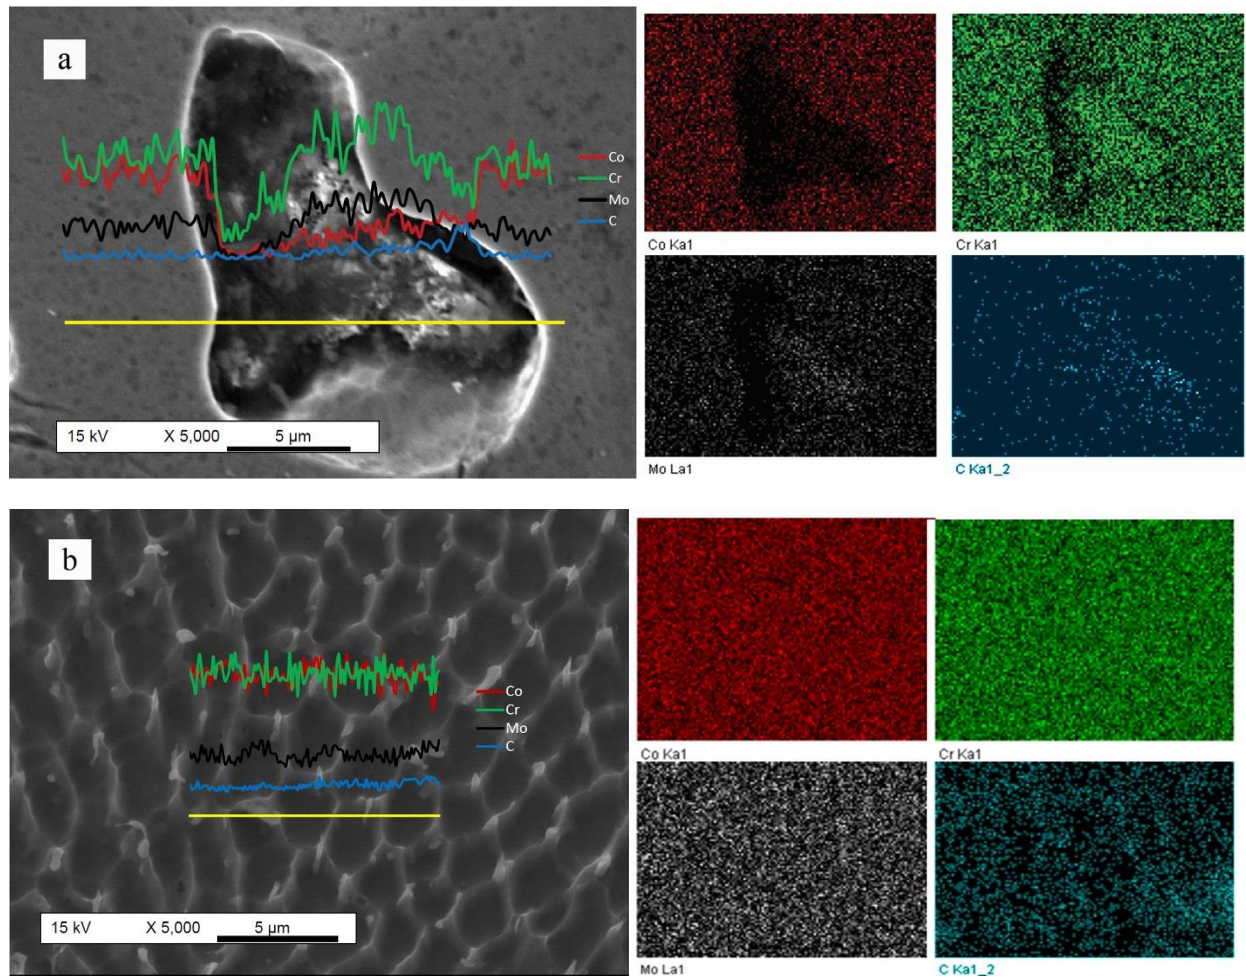 a
Co
Cr
Mo
C
15 kV X 5,000 5 µm
Co Ka1
Cr Ka1
Mo La1
C Ka1_2
b
Co
Cr
Mo
C
15 kV X 5,000 5 µm
Co Ka1
Cr Ka1
Mo La1
C Ka1_2